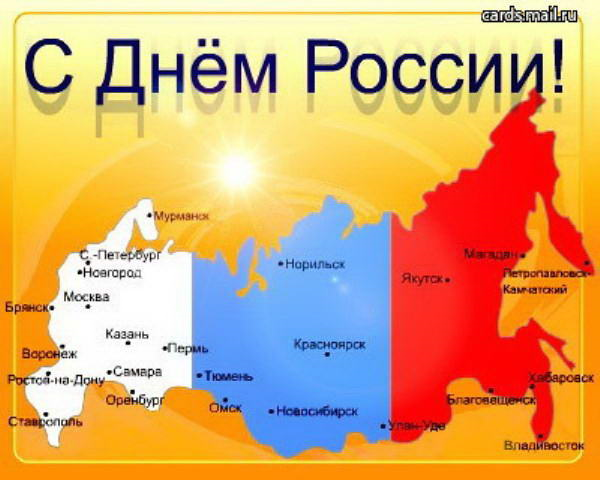 cards.mail.ru
С Днём России!
Мурманск
С.-Петербург
Новгород
Магадан
Норильск
Якутск
Петропавловск-
Камчатский
Москва
Брянск
Казань
Красноярск
Воронеж
Пермь
Самара
Тюмень
Ростов-на-Дону
Хабаровск
Оренбург
Благовещенск
Омск
Новосибирск
Ставрополь
Улан-Удэ
Владивосток